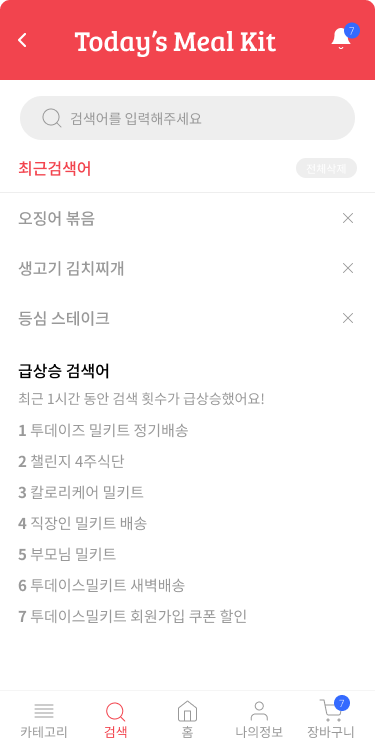 Today's Meal Kit
7
검색어를 입력해주세요
최근검색어
전체삭제
오징어 볶음
생고기 김치찌개
등심 스테이크
급상승 검색어
최근 1시간 동안 검색 횟수가 급상승했어요!
1 투데이즈 밀키트 정기배송
2 챌린지 4주식단
3 칼로리케어 밀키트
4 직장인 밀키트 배송
5 부모님 밀키트
6 투데이스밀키트 새벽배송
7 투데이스밀키트 회원가입 쿠폰 할인
7
카테고리
검색
홈
나의정보
장바구니